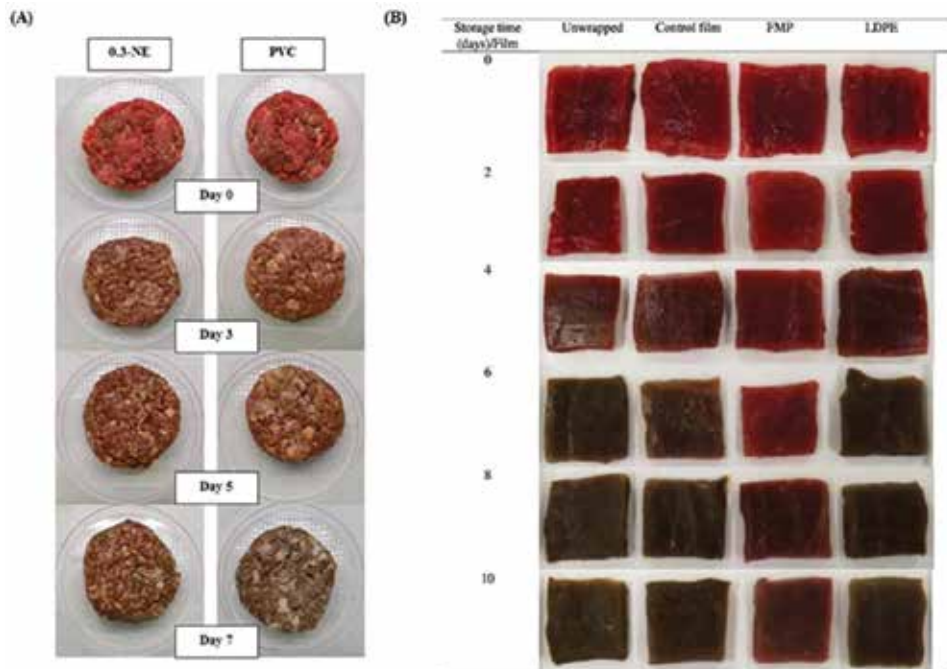 (A)
0.3-NE
PVC
Day 0
Day 3
Day 5
Day 7
(B)
Storage time
(days)/Film
Unwrapped
Control film
FMP
LDPE
0
2
4
6
8
10